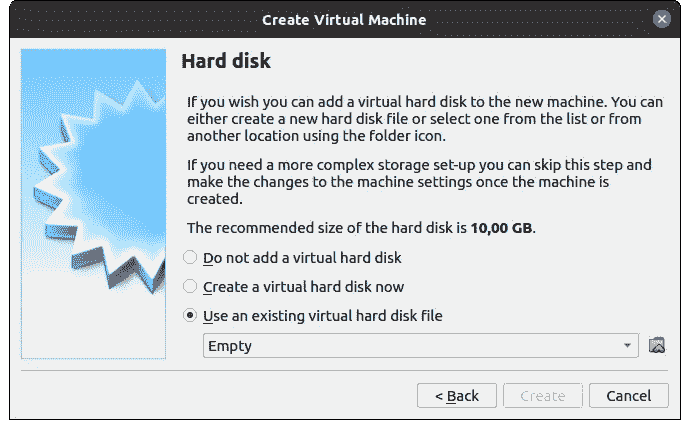 Create Virtual Machine
Hard disk
If you wish you can add a virtual hard disk to the new machine. You can
either create a new hard disk file or select one from the list or from
another location using the folder icon.
If you need a more complex storage set-up you can skip this step and
make the changes to the machine settings once the machine is
created.
The recommended size of the hard disk is 10,00 GB.
Do not add a virtual hard disk
Create a virtual hard disk now
Use an existing virtual hard disk file
Empty
< Back
Create
Cancel